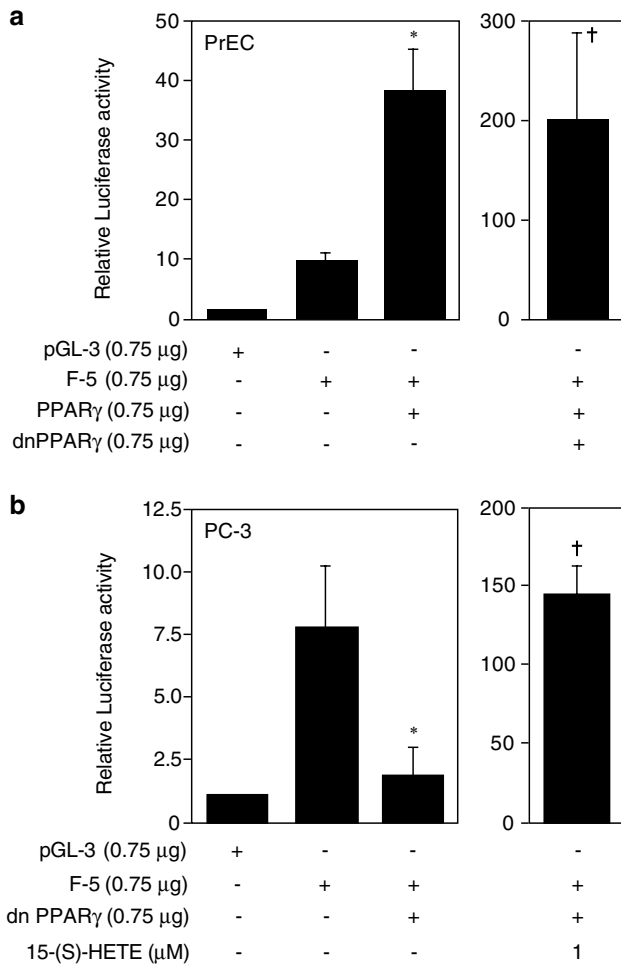 a
PrEC
Relative Luciferase activity
50
40
30
20
10
0
*
300
200
100
0
†
pGL-3 (0.75 μg) + - - -
F-5 (0.75 μg) - + + +
PPARγ (0.75 μg) - - + +
dnPPARγ (0.75 μg) - - - +
b
PC-3
Relative Luciferase activity
12.5
10.0
7.5
5.0
2.5
0
*
200
150
100
50
0
†
pGL-3 (0.75 μg) + - - -
F-5 (0.75 μg) - + + +
dn PPARγ (0.75 μg) - - + +
15-(S)-HETE (μM) - - - 1